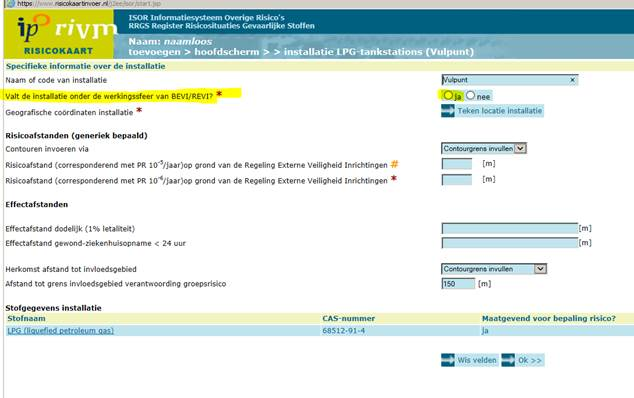 https://www.risicokaartinvoer.nl/j2ee/isor/start.jsp
ipo rivm
RISICOKAART
ISOR Informatiesysteem Overige Risico's
RRGS Register Risicosituaties Gevaarlijke Stoffen
Naam: naamloos
toevoegen > hoofdscherm > > installatie LPG-tankstations (Vulpunt)
Specifieke informatie over de installatie
Naam of code van installatie Vulpunt ×
Valt de installatie onder de werkingssfeer van BEVI/REVI? * ja nee
Geografische coördinaten installatie * Teken locatie installatie
Risicoafstanden (generiek bepaald)
Contouren invoeren via Contourgrens invullen
Risicoafstand (corresponderend met PR 10-5/jaar)op grond van de Regeling Externe Veiligheid Inrichtingen # [m]
Risicoafstand (corresponderend met PR 10-6/jaar)op grond van de Regeling Externe Veiligheid Inrichtingen * [m]
Effectafstanden
Effectafstand dodelijk (1% letaliteit) [m]
Effectafstand gewond-ziekenhuisopname < 24 uur [m]
Herkomst afstand tot invloedsgebied Contourgrens invullen
Afstand tot grens invloedsgebied verantwoording groepsrisico 150 [m]
Stofgegevens installatie
Stofnaam CAS-nummer Maatgevend voor bepaling risico?
LPG (liquefied petroleum gas) 68512-91-4 ja
Wis velden Ok >>